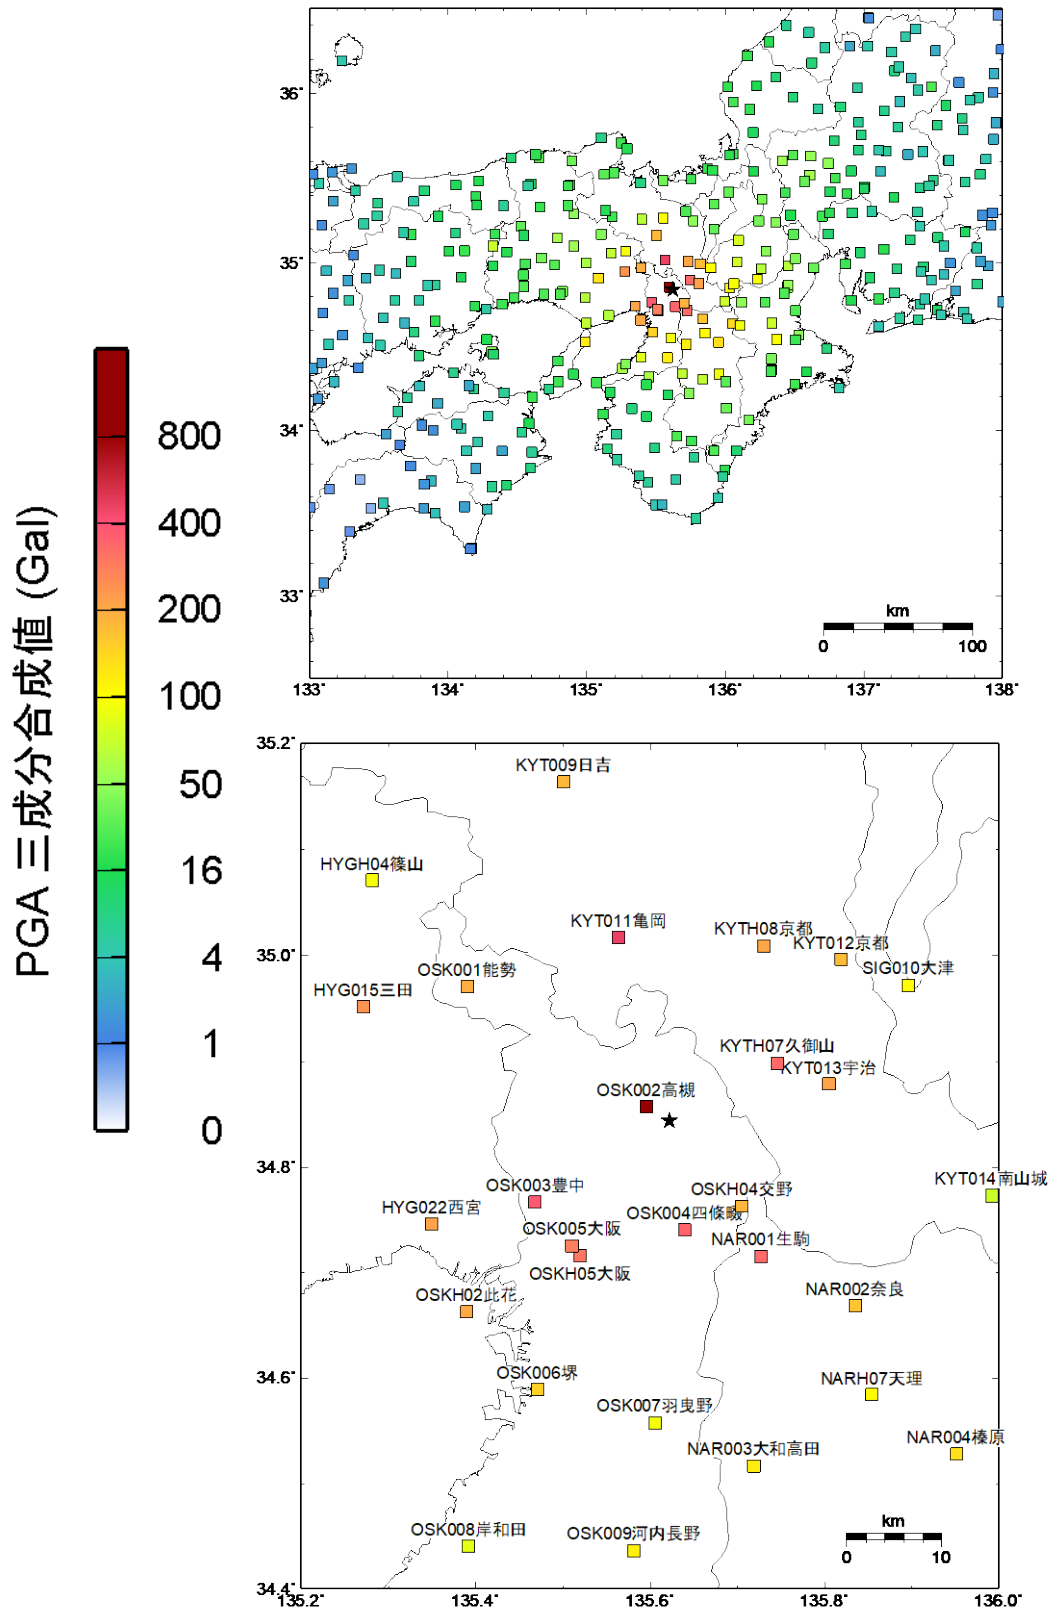 PGA 三成分合成値 (Gal)
800
400
200
100
50
16
4
1
0
36°
35°
34°
33°
133°
134°
135°
136°
137°
138°
km
0
100
35.2°
35.0°
34.8°
34.6°
34.4°
135.2°
135.4°
135.6°
135.8°
136.0°
KYT009日吉
HYGH04篠山
KYT011亀岡
KYTH08京都
KYT012京都
OSK001能勢
SIG010大津
HYG015三田
KYTH07久御山
KYT013宇治
OSK002高槻
KYT014南山城
OSK003豊中
OSKH04交野
HYG022西宮
OSK004四條畷
OSK005大阪
NAR001生駒
OSKH05大阪
OSKH02此花
NAR002奈良
OSK006堺
NARH07天理
OSK007羽曳野
NAR004榛原
NAR003大和高田
OSK008岸和田
OSK009河内長野
km
0
10